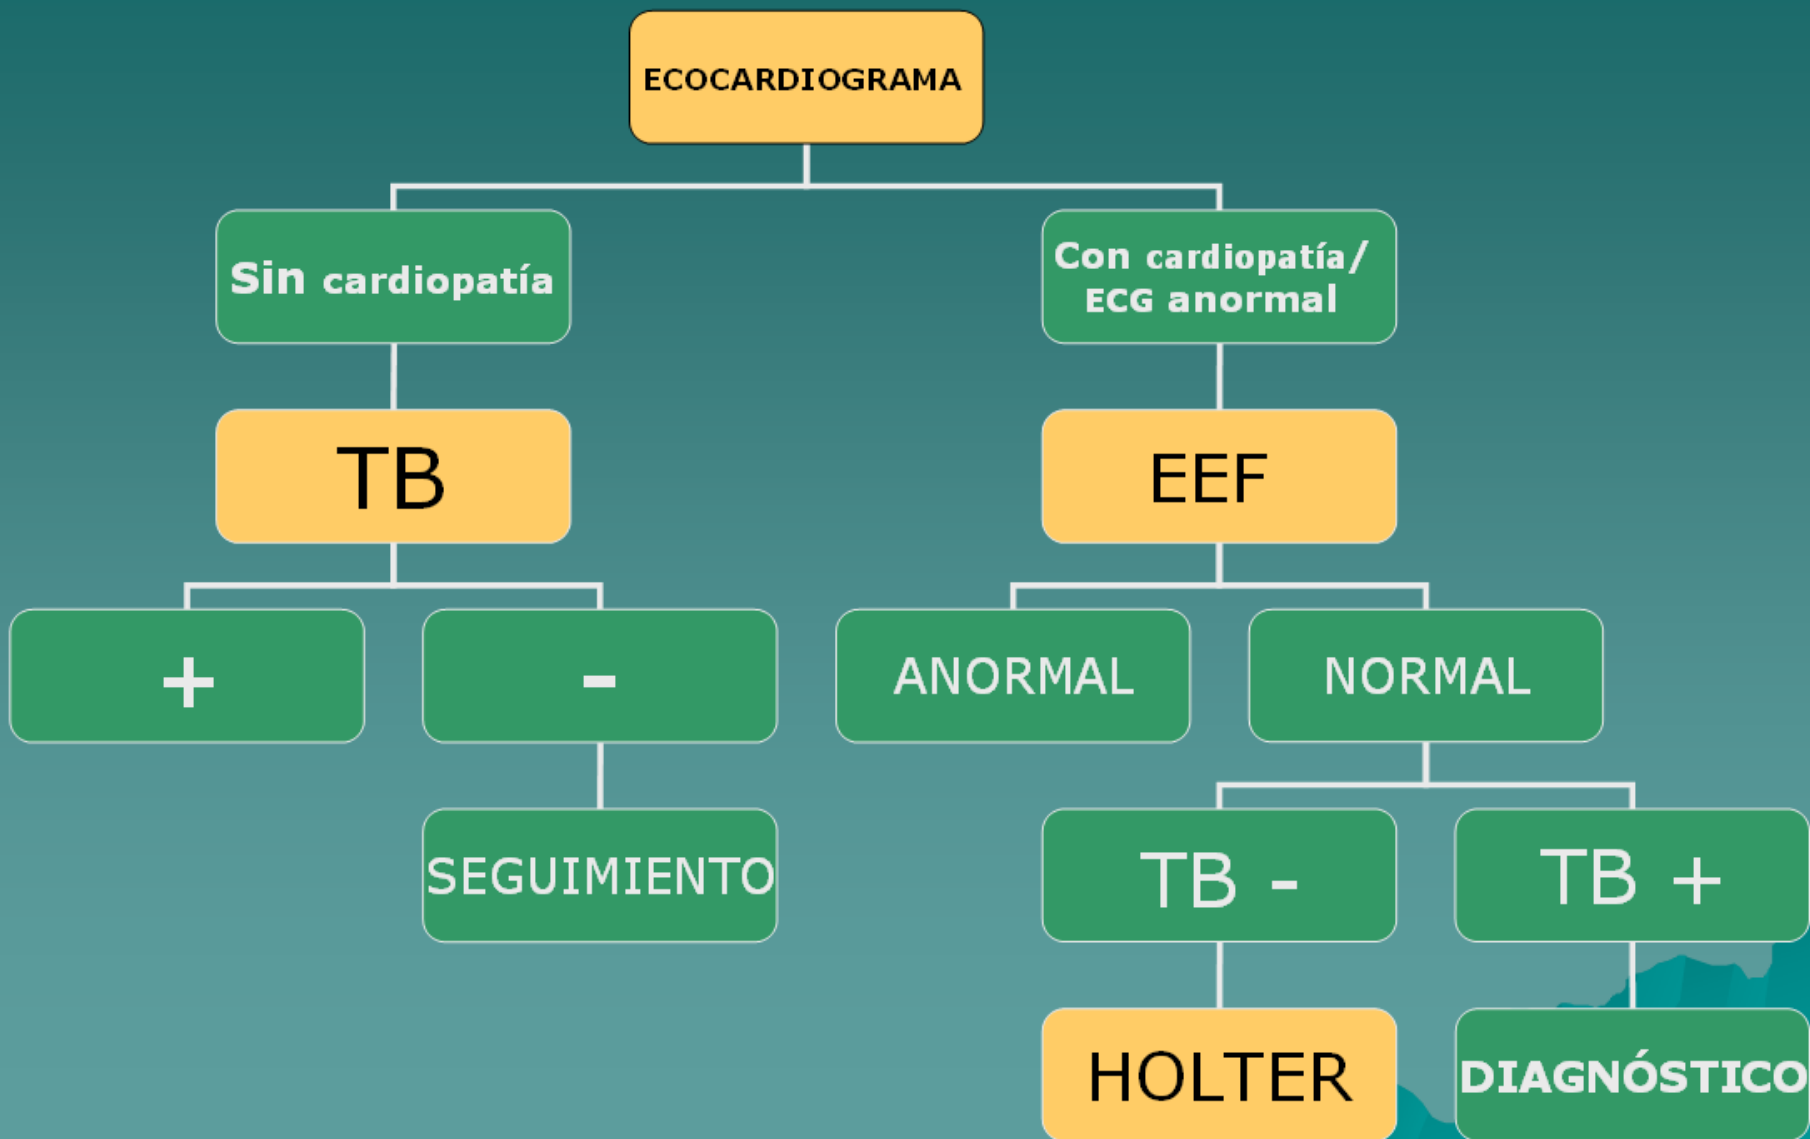 ECOCARDIOGRAMA
Sin cardiopatía
Con cardiopatía/
ECG anormal
TB
EEF
+
-
ANORMAL
NORMAL
SEGUIMIENTO
TB -
TB +
HOLTER
DIAGNÓSTICO